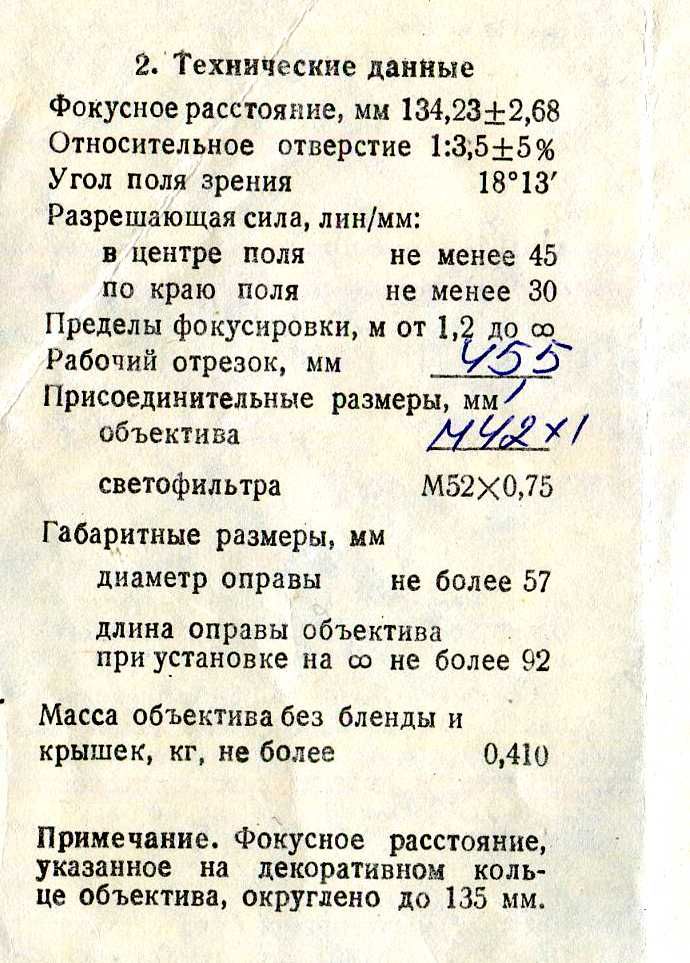 2. Технические данные
Фокусное расстояние, мм 134,23±2,68
Относительное отверстие 1:3,5±5%
Угол поля зрения 18°13′
Разрешающая сила, лин/мм:
в центре поля не менее 45
по краю поля не менее 30
Пределы фокусировки, м от 1,2 до ∞
Рабочий отрезок, мм 45,5
Присоединительные размеры, мм
объектива М42×1
светофильтра М52×0,75
Габаритные размеры, мм
диаметр оправы не более 57
длина оправы объектива
при установке на ∞ не более 92
Масса объектива без бленды и
крышек, кг, не более 0,410
Примечание. Фокусное расстояние,
указанное на декоративном коль-
це объектива, округлено до 135 мм.